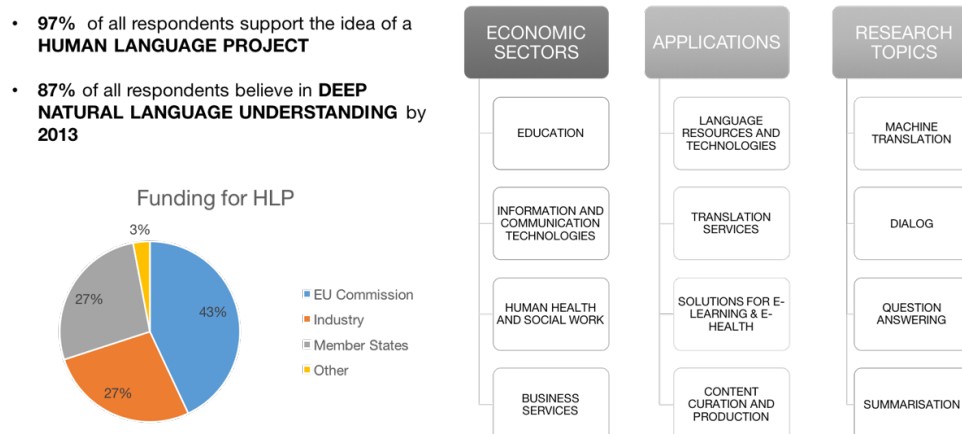 • 97% of all respondents support the idea of a
HUMAN LANGUAGE PROJECT
• 87% of all respondents believe in DEEP
NATURAL LANGUAGE UNDERSTANDING by
2013
Funding for HLP
3%
27%
43%
27%
EU Commission
Industry
Member States
Other
ECONOMIC
SECTORS
EDUCATION
INFORMATION AND
COMMUNICATION
TECHNOLOGIES
HUMAN HEALTH
AND SOCIAL WORK
BUSINESS
SERVICES
APPLICATIONS
LANGUAGE
RESOURCES AND
TECHNOLOGIES
TRANSLATION
SERVICES
SOLUTIONS FOR E-
LEARNING & E-
HEALTH
CONTENT
CURATION AND
PRODUCTION
RESEARCH
TOPICS
MACHINE
TRANSLATION
DIALOG
QUESTION
ANSWERING
SUMMARISATION